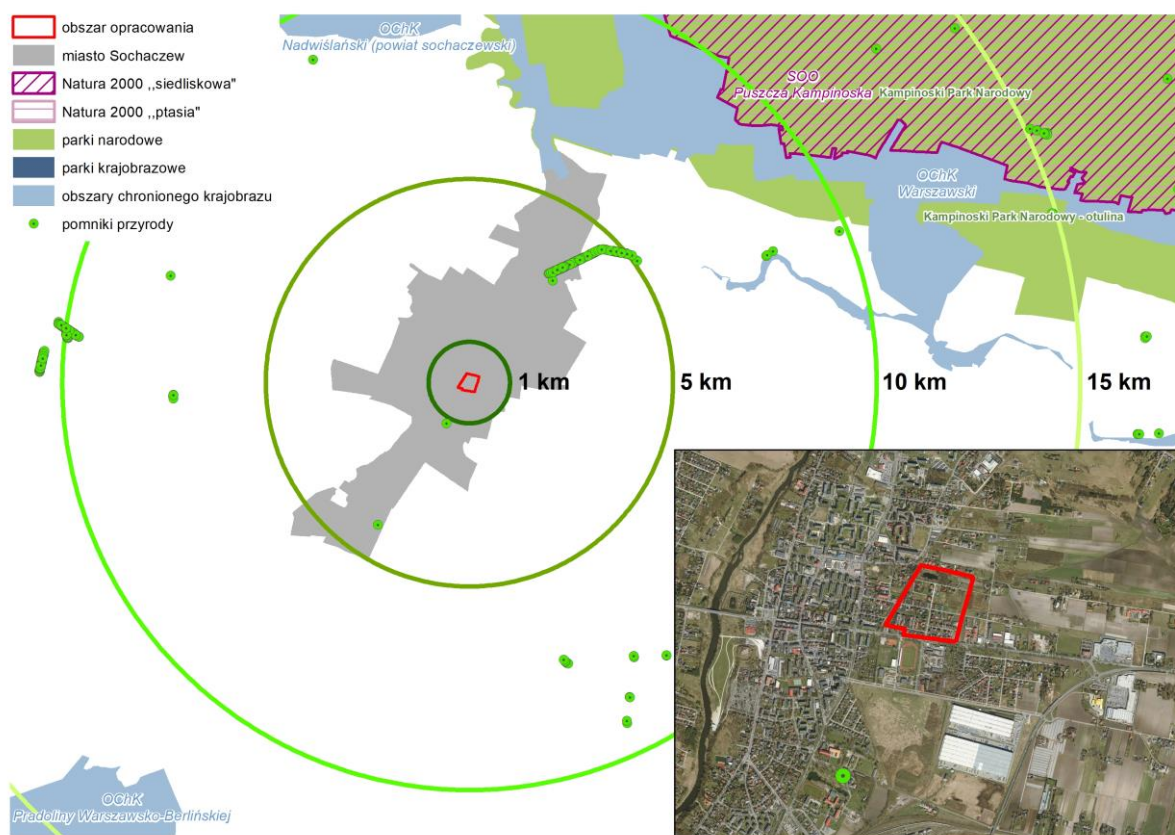 obszar opracowania
miasto Sochaczew
Natura 2000 ,,siedliskowa"
Natura 2000 ,,ptasia"
parki narodowe
parki krajobrazowe
obszary chronionego krajobrazu
pomniki przyrody
OChK
Nadwiślański (powiat sochaczewski)
SOO
Puszcza Kampinoska
Kampinoski Park Narodowy
OChK
Warszawski
Kampinoski Park Narodowy - otulina
1 km
5 km
10 km
15 km
OChK
Pradoliny Warszawsko-Berlińskiej